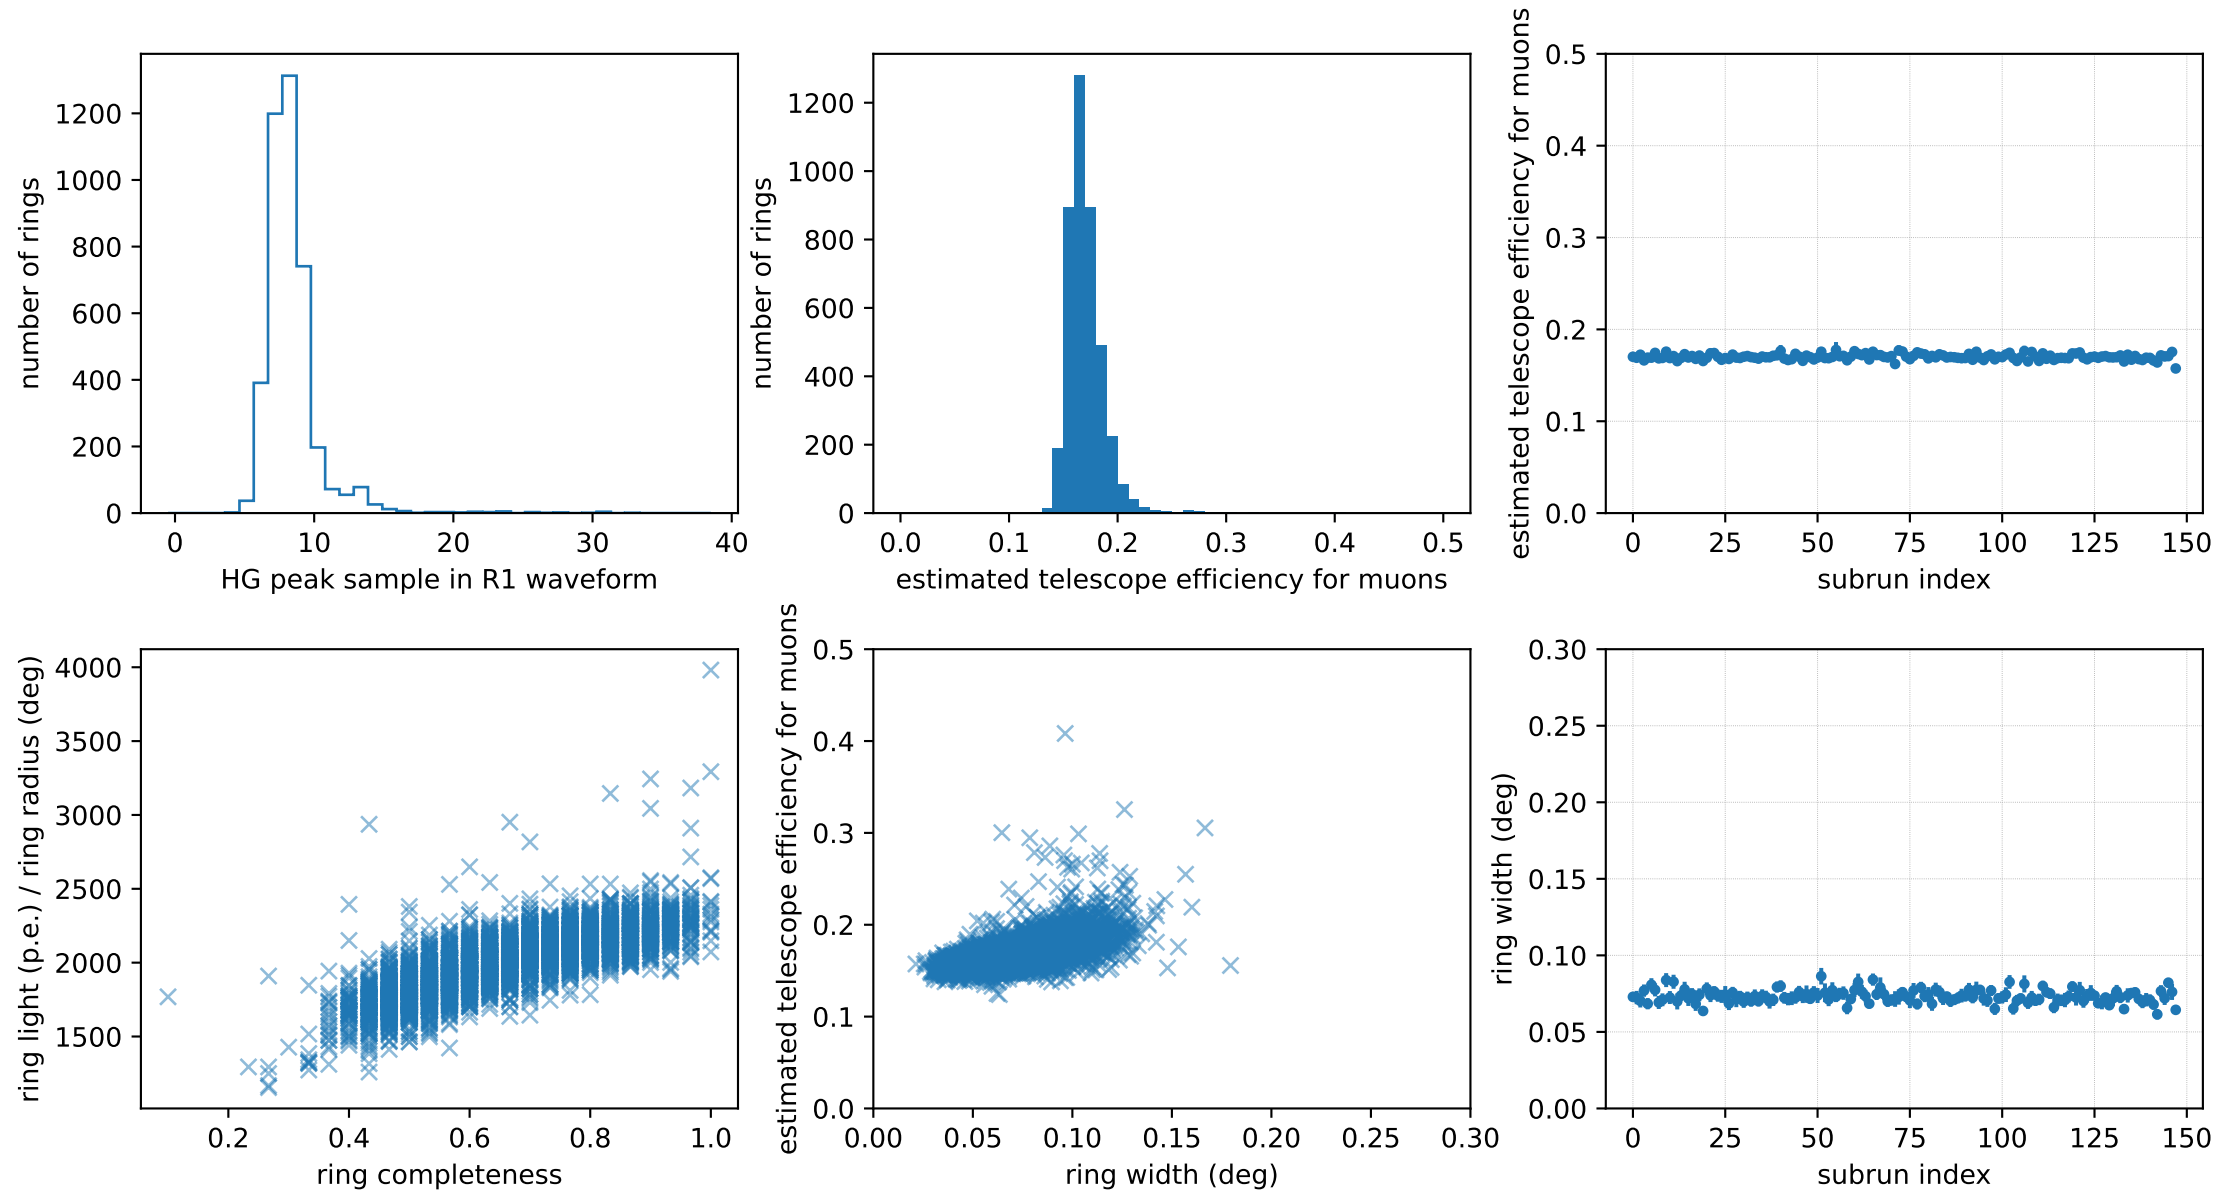 number of rings
1200
1000
800
600
400
200
0
0 10 20 30 40
HG peak sample in R1 waveform
number of rings
1200
1000
800
600
400
200
0
0.0 0.1 0.2 0.3 0.4 0.5
estimated telescope efficiency for muons
estimated telescope efficiency for muons
0.5
0.4
0.3
0.2
0.1
0.0
0 25 50 75 100 125 150
subrun index
ring light (p.e.) / ring radius (deg)
4000
3500
3000
2500
2000
1500
0.2 0.4 0.6 0.8 1.0
ring completeness
estimated telescope efficiency for muons
0.5
0.4
0.3
0.2
0.1
0.0
0.00 0.05 0.10 0.15 0.20 0.25 0.30
ring width (deg)
ring width (deg)
0.30
0.25
0.20
0.15
0.10
0.05
0.00
0 25 50 75 100 125 150
subrun index